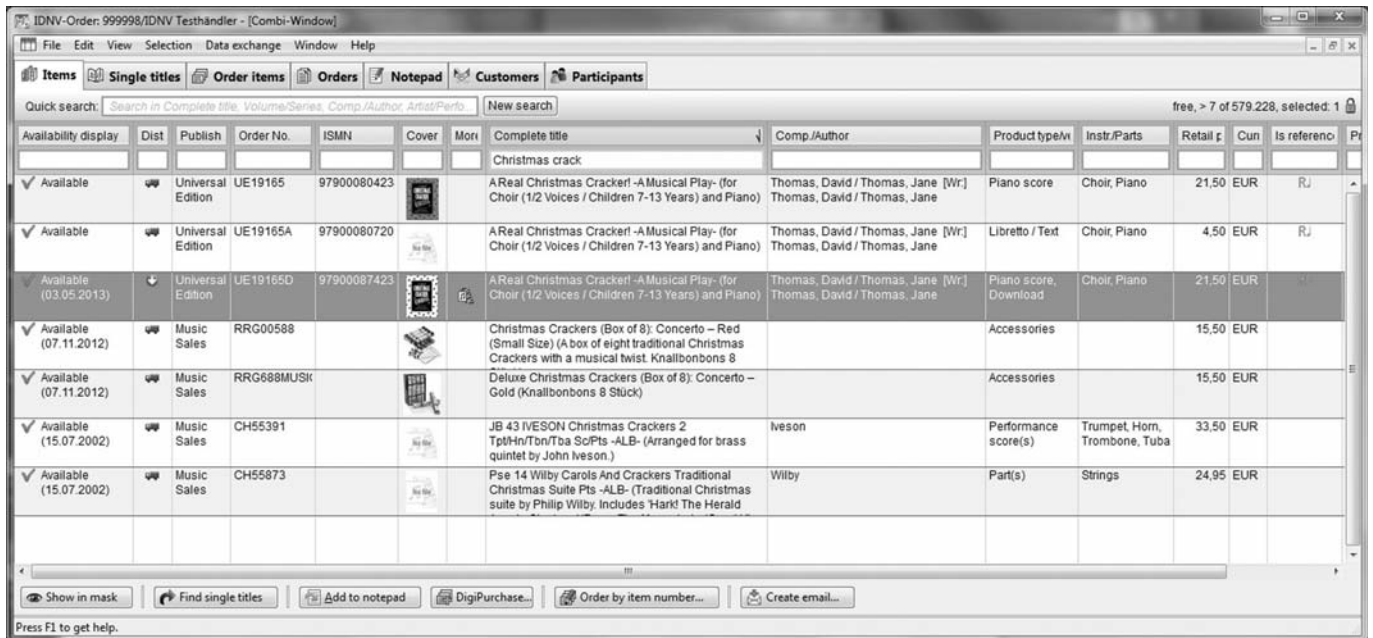 IDNV-Order: 999998/IDNV Testhändler - [Combi-Window]
File Edit View Selection Data exchange Window Help
Items Single titles Order items Orders Notepad Customers Participants
Quick search: Search in Complete title, Volume/Series, Comp./Author, Artist/Perfo... New search free, > 7 of 579.228, selected: 1
Availability display Dist Publish Order No. ISMN Cover More Complete title Comp./Author Product type/ve Instr./Parts Retail p Curr Is referenc Pr
Christmas crack
Available Universal UE19165 97900080423 A Real Christmas Cracker! -A Musical Play- (for Thomas, David / Thomas, Jane [Wr.] Piano score Choir, Piano 21,50 EUR RJ
Edition Choir (1/2 Voices / Children 7-13 Years) and Piano) Thomas, David / Thomas, Jane
Available Universal UE19165A 97900080720 A Real Christmas Cracker! -A Musical Play- (for Thomas, David / Thomas, Jane [Wr.] Libretto / Text Choir, Piano 4,50 EUR RJ
Edition Choir (1/2 Voices / Children 7-13 Years) and Piano) Thomas, David / Thomas, Jane
Available Universal UE19165D 97900087423 A Real Christmas Cracker! -A Musical Play- (for Thomas, David / Thomas, Jane [Wr.] Piano score, Choir, Piano 21,50 EUR
(03.05.2013) Edition Choir (1/2 Voices / Children 7-13 Years) and Piano) Thomas, David / Thomas, Jane Download
Available Music RRG00588 Christmas Crackers (Box of 8): Concerto – Red Accessories 15,50 EUR
(07.11.2012) Sales (Small Size) (A box of eight traditional Christmas
Crackers with a musical twist. Knallbonbons 8
Available Music RRG688MUSIC Deluxe Christmas Crackers (Box of 8): Concerto – Accessories 15,50 EUR
(07.11.2012) Sales Gold (Knallbonbons 8 Stück)
Available Music CH55391 JB 43 IVESON Christmas Crackers 2 Iveson Performance Trumpet, Horn, 33,50 EUR
(15.07.2002) Sales Tpt/Hn/Tbn/Tba Sc/Pts -ALB- (Arranged for brass score(s) Trombone, Tuba
quintet by John Iveson.)
Available Music CH55873 Pse 14 Wilby Carols And Crackers Traditional Wilby Part(s) Strings 24,95 EUR
(15.07.2002) Sales Christmas Suite Pts -ALB- (Traditional Christmas
suite by Philip Wilby. Includes 'Hark! The Herald
Show in mask Find single titles Add to notepad DigiPurchase... Order by item number... Create email...
Press F1 to get help.